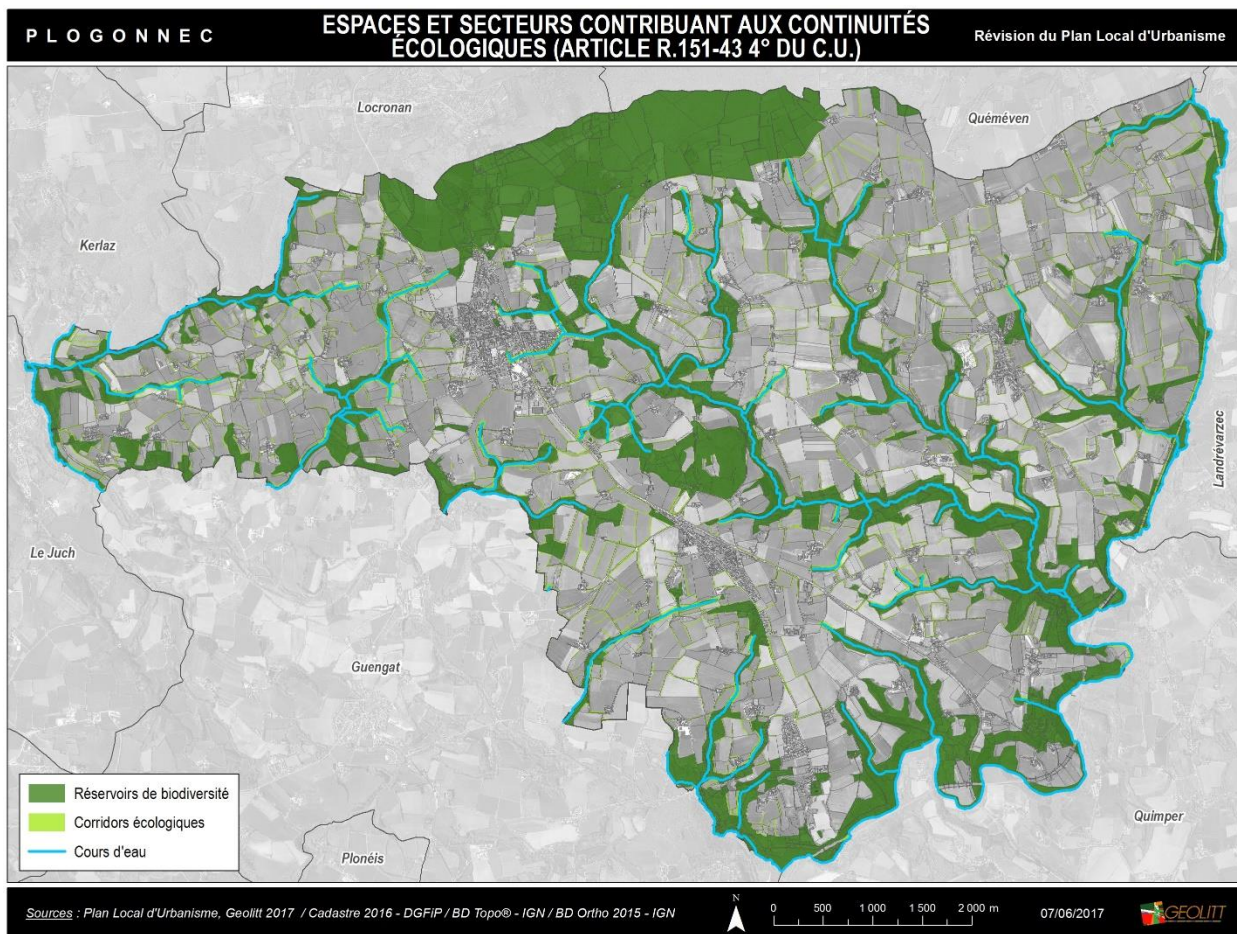 PLOGONNEC
ESPACES ET SECTEURS CONTRIBUANT AUX CONTINUITÉS
ÉCOLOGIQUES (ARTICLE R.151-43 4° DU C.U.)
Révision du Plan Local d'Urbanisme
Locronan
Quéméven
Kerlaz
Landrévarzec
Le Juch
Guengat
Quimper
Plonéis
Réservoirs de biodiversité
Corridors écologiques
Cours d'eau
Sources : Plan Local d'Urbanisme, Geolitt 2017 / Cadastre 2016 - DGFiP / BD Topo® - IGN / BD Ortho 2015 - IGN
N
0 500 1 000 1 500 2 000 m
07/06/2017
GEOLITT